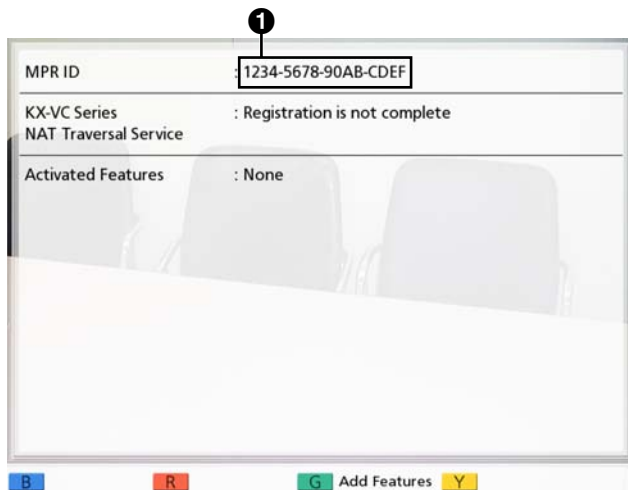 1
MPR ID : 1234-5678-90AB-CDEF
KX-VC Series : Registration is not complete
NAT Traversal Service
Activated Features : None
B R G Add Features Y